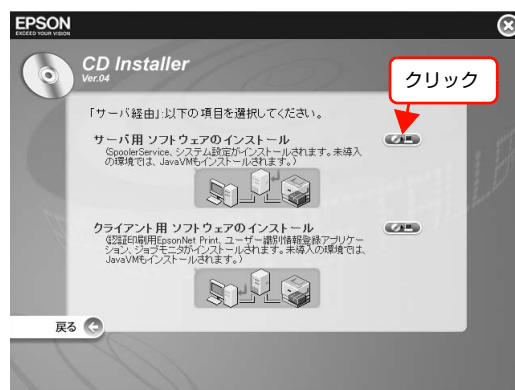 EPSON
EXCEED YOUR VISION
CD Installer
Ver.04
クリック
「サーバ経由」:以下の項目を選択してください。
サーバ用 ソフトウェアのインストール
(SpoolerService、システム設定がインストールされます。未導入
の環境では、JavaVMもインストールされます。)
クライアント用 ソフトウェアのインストール
(認証印刷用EpsonNet Print、ユーザー識別情報登録アプリケー
ション、ジョブモニタがインストールされます。未導入の環境では、
JavaVMもインストールされます。)
戻る